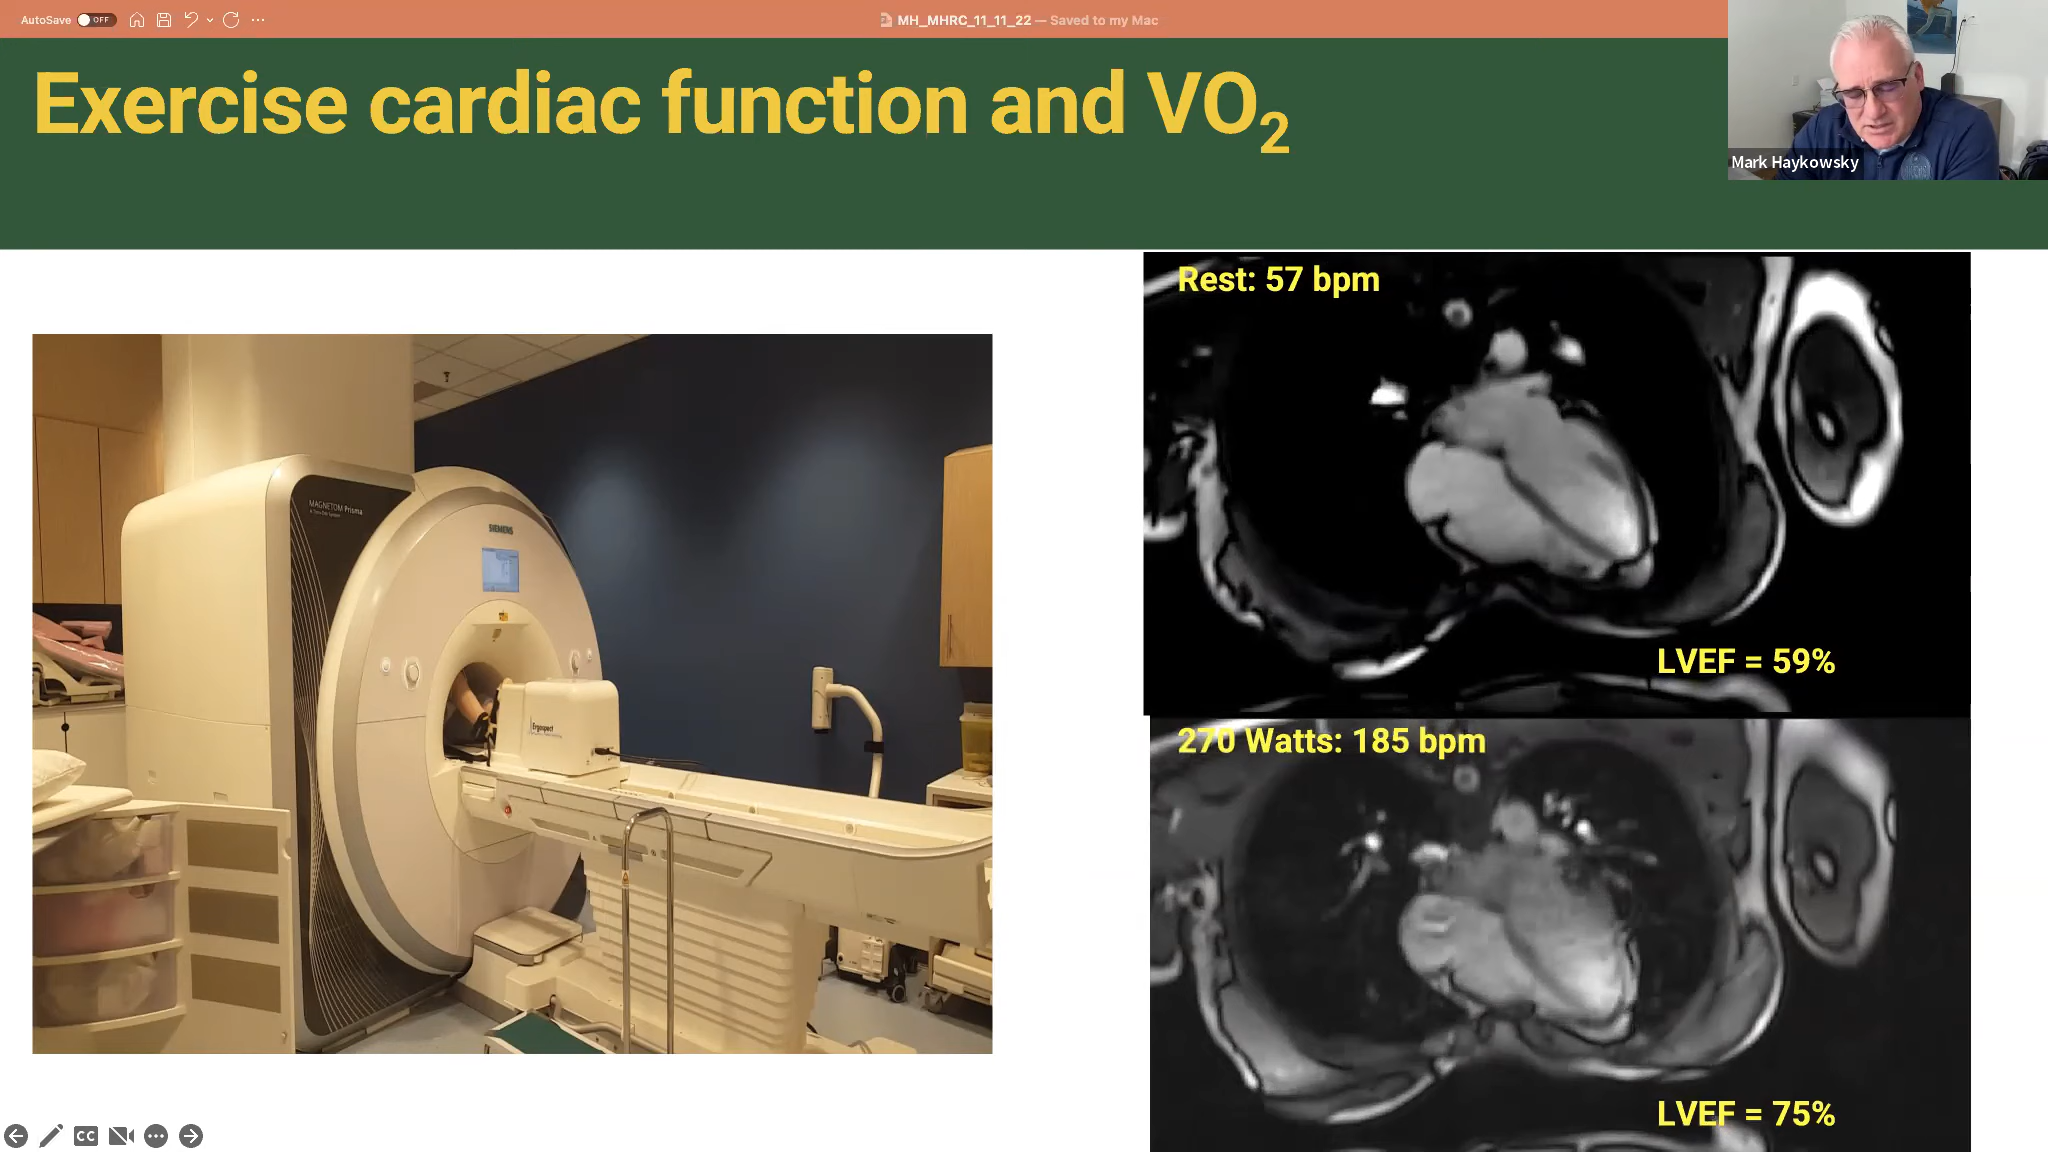 AutoSave OFF
MH_MHRC_11_11_22 — Saved to my Mac
Exercise cardiac function and VO₂
Mark Haykowsky
Rest: 57 bpm
LVEF = 59%
270 Watts: 185 bpm
LVEF = 75%
MAGNETOM Prisma
SIEMENS
Ergospect
CC